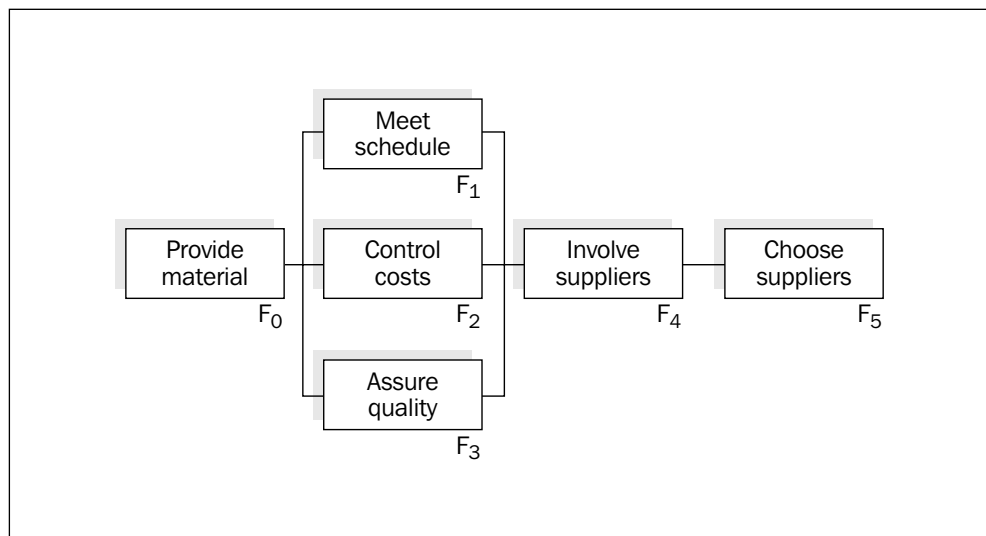 Meet
schedule
F1
Provide
material
F0
Control
costs
F2
Involve
suppliers
F4
Choose
suppliers
F5
Assure
quality
F3